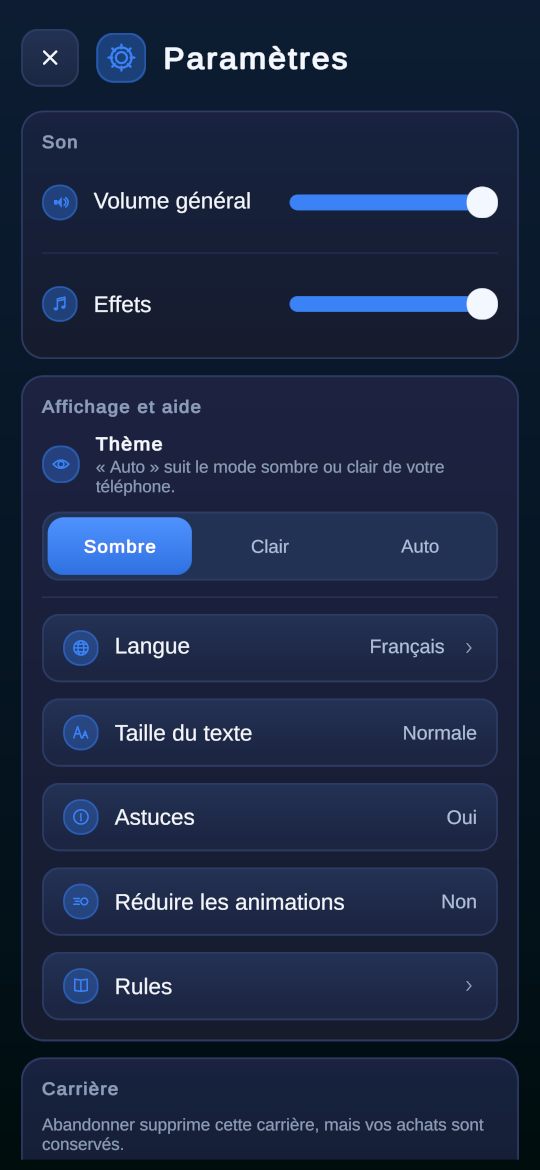 Paramètres
Son
Volume général
Effets
Affichage et aide
Thème
« Auto » suit le mode sombre ou clair de votre
téléphone.
Sombre Clair Auto
Langue Français
Taille du texte Normale
Astuces Oui
Réduire les animations Non
Rules
Carrière
Abandonner supprime cette carrière, mais vos achats sont
conservés.